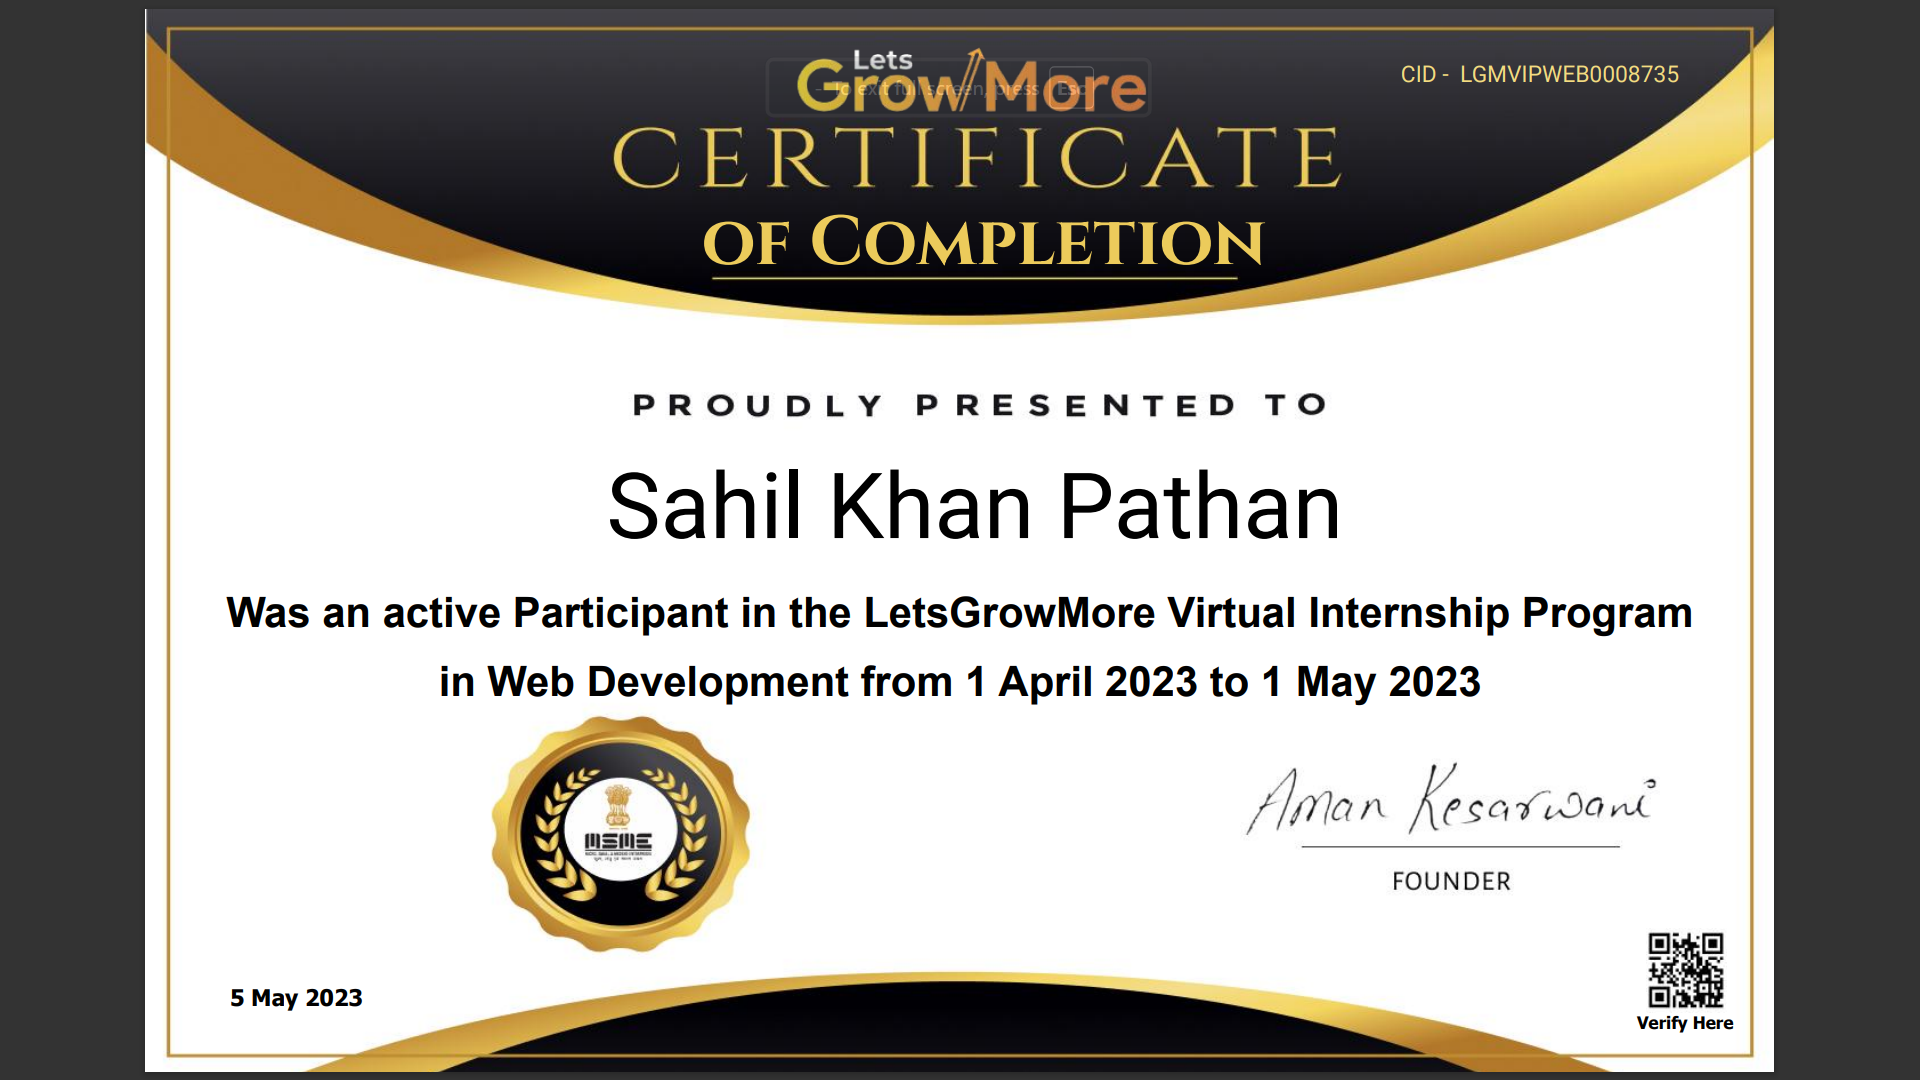 Lets
GrowMore
To exit full screen, press Esc
CID - LGMVIPWEB0008735
CERTIFICATE
OF COMPLETION
PROUDLY PRESENTED TO
Sahil Khan Pathan
Was an active Participant in the LetsGrowMore Virtual Internship Program
in Web Development from 1 April 2023 to 1 May 2023
MSME
Aman Kesarwani
FOUNDER
5 May 2023
Verify Here